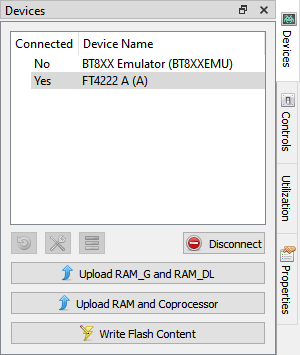 Devices
Connected Device Name
No BT8XX Emulator (BT8XXEMU)
Yes FT4222 A (A)
Disconnect
Upload RAM_G and RAM_DL
Upload RAM and Coprocessor
Write Flash Content
Devices
Controls
Utilization
Properties